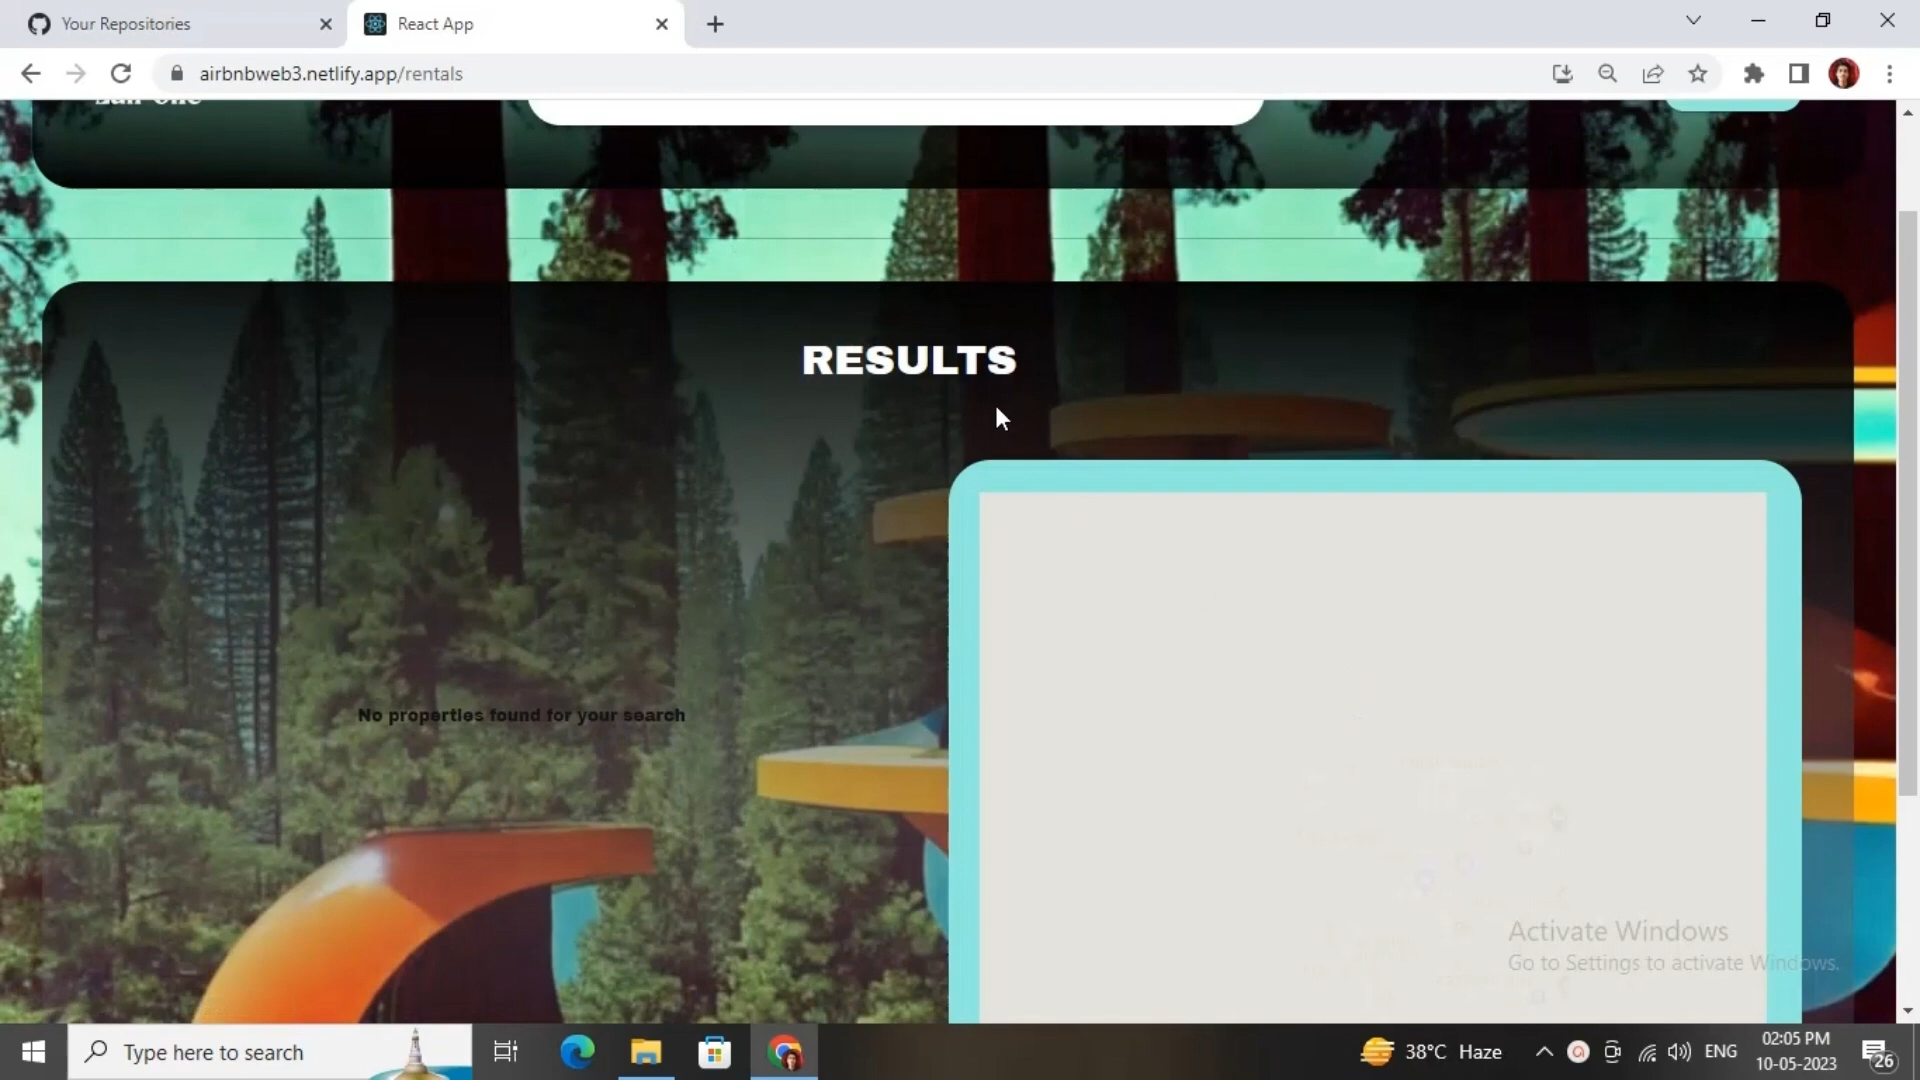 Your Repositories
React App
airbnbweb3.netlify.app/rentals
RESULTS
No properties found for your search
Activate Windows
Go to Settings to activate Windows.
Type here to search
38°C Haze
ENG
02:05 PM
10-05-2023
26